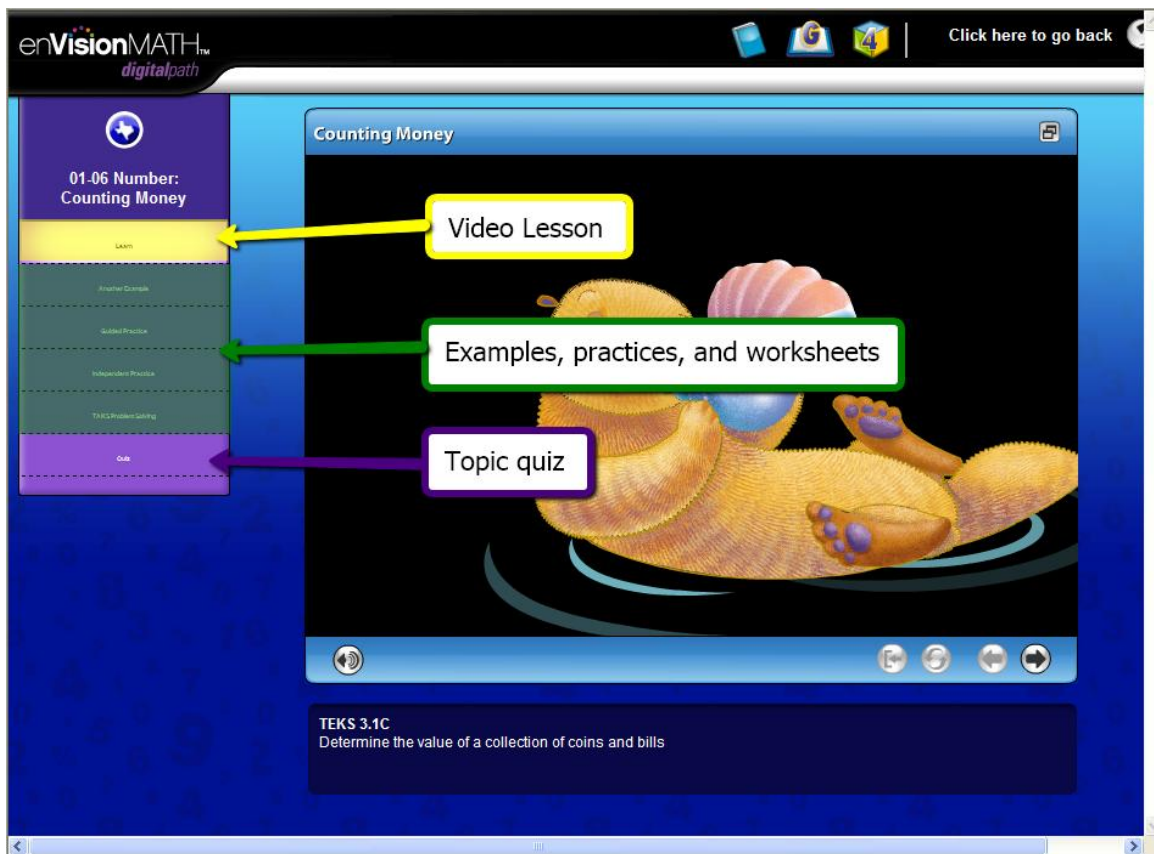 enVisionMATH™
digitalpath
G
4
Click here to go back
01-06 Number:
Counting Money
Learn
Another Example
Guided Practice
Independent Practice
TAKS Problem Solving
Quiz
Counting Money
Video Lesson
Examples, practices, and worksheets
Topic quiz
TEKS 3.1C
Determine the value of a collection of coins and bills